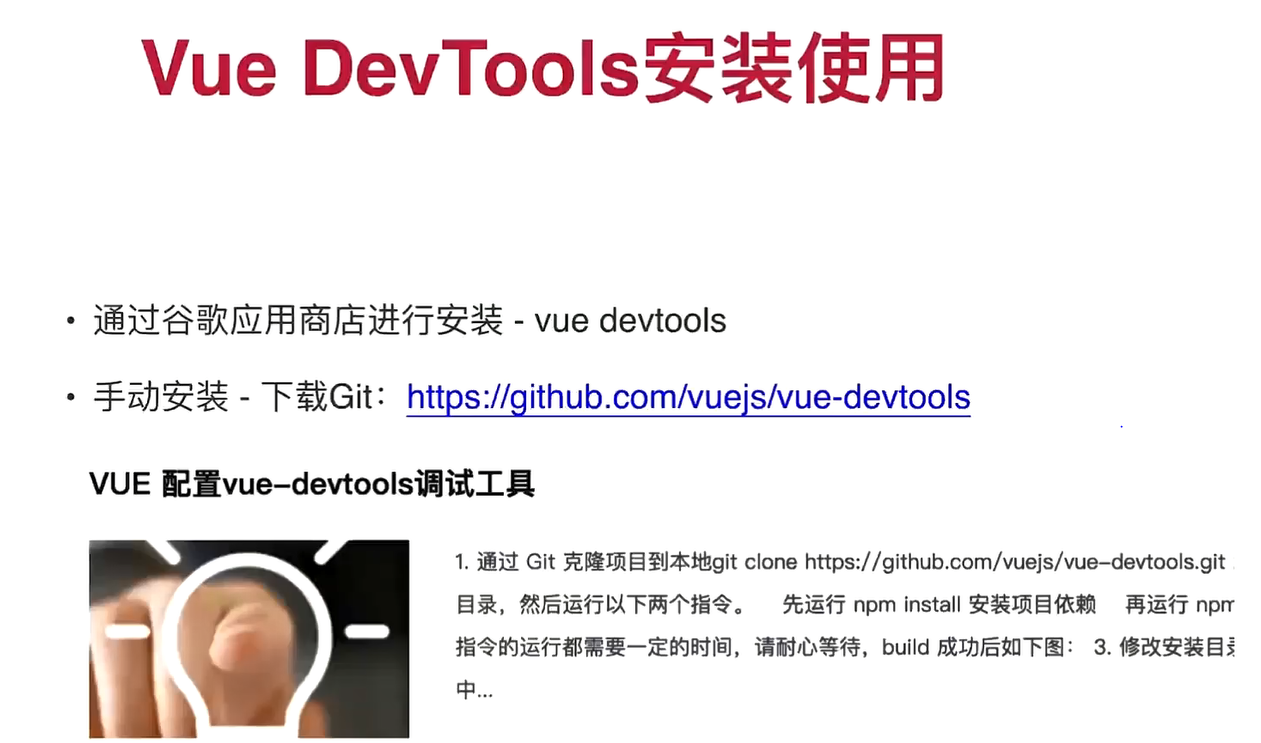 Vue DevTools安装使用
• 通过谷歌应用商店进行安装 - vue devtools
• 手动安装 - 下载Git：https://github.com/vuejs/vue-devtools
VUE 配置vue-devtools调试工具
1. 通过 Git 克隆项目到本地git clone https://github.com/vuejs/vue-devtools.git
目录，然后运行以下两个指令。 先运行 npm install 安装项目依赖 再运行 npm
指令的运行都需要一定的时间，请耐心等待，build 成功后如下图： 3. 修改安装目录
中...